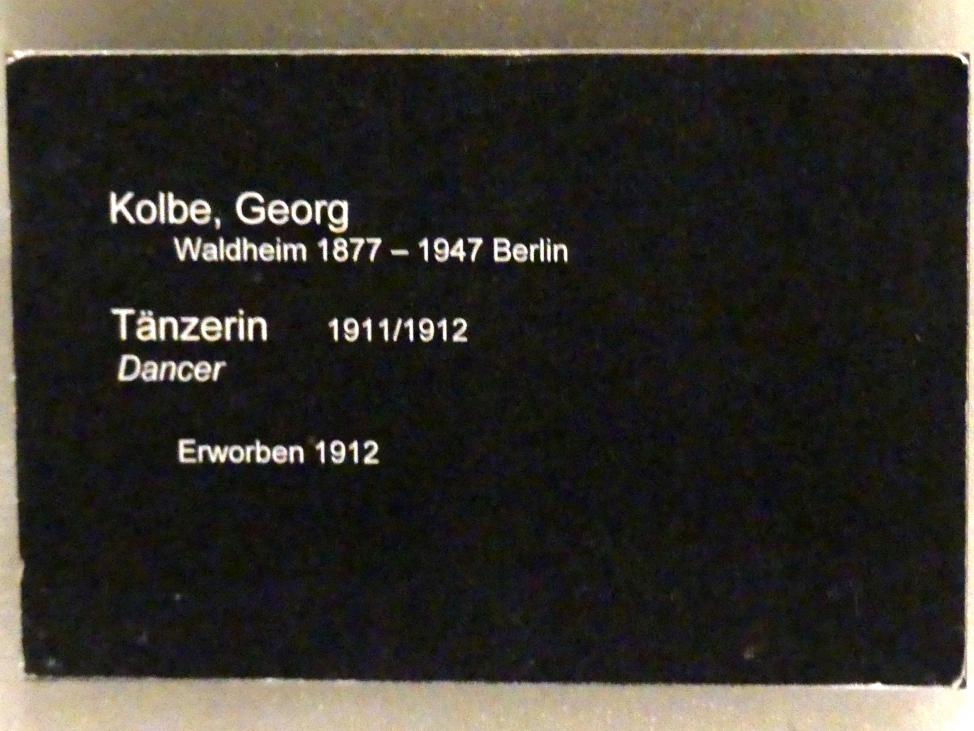 Kolbe, Georg
Waldheim 1877 – 1947 Berlin
Tänzerin 1911/1912
Dancer
Erworben 1912